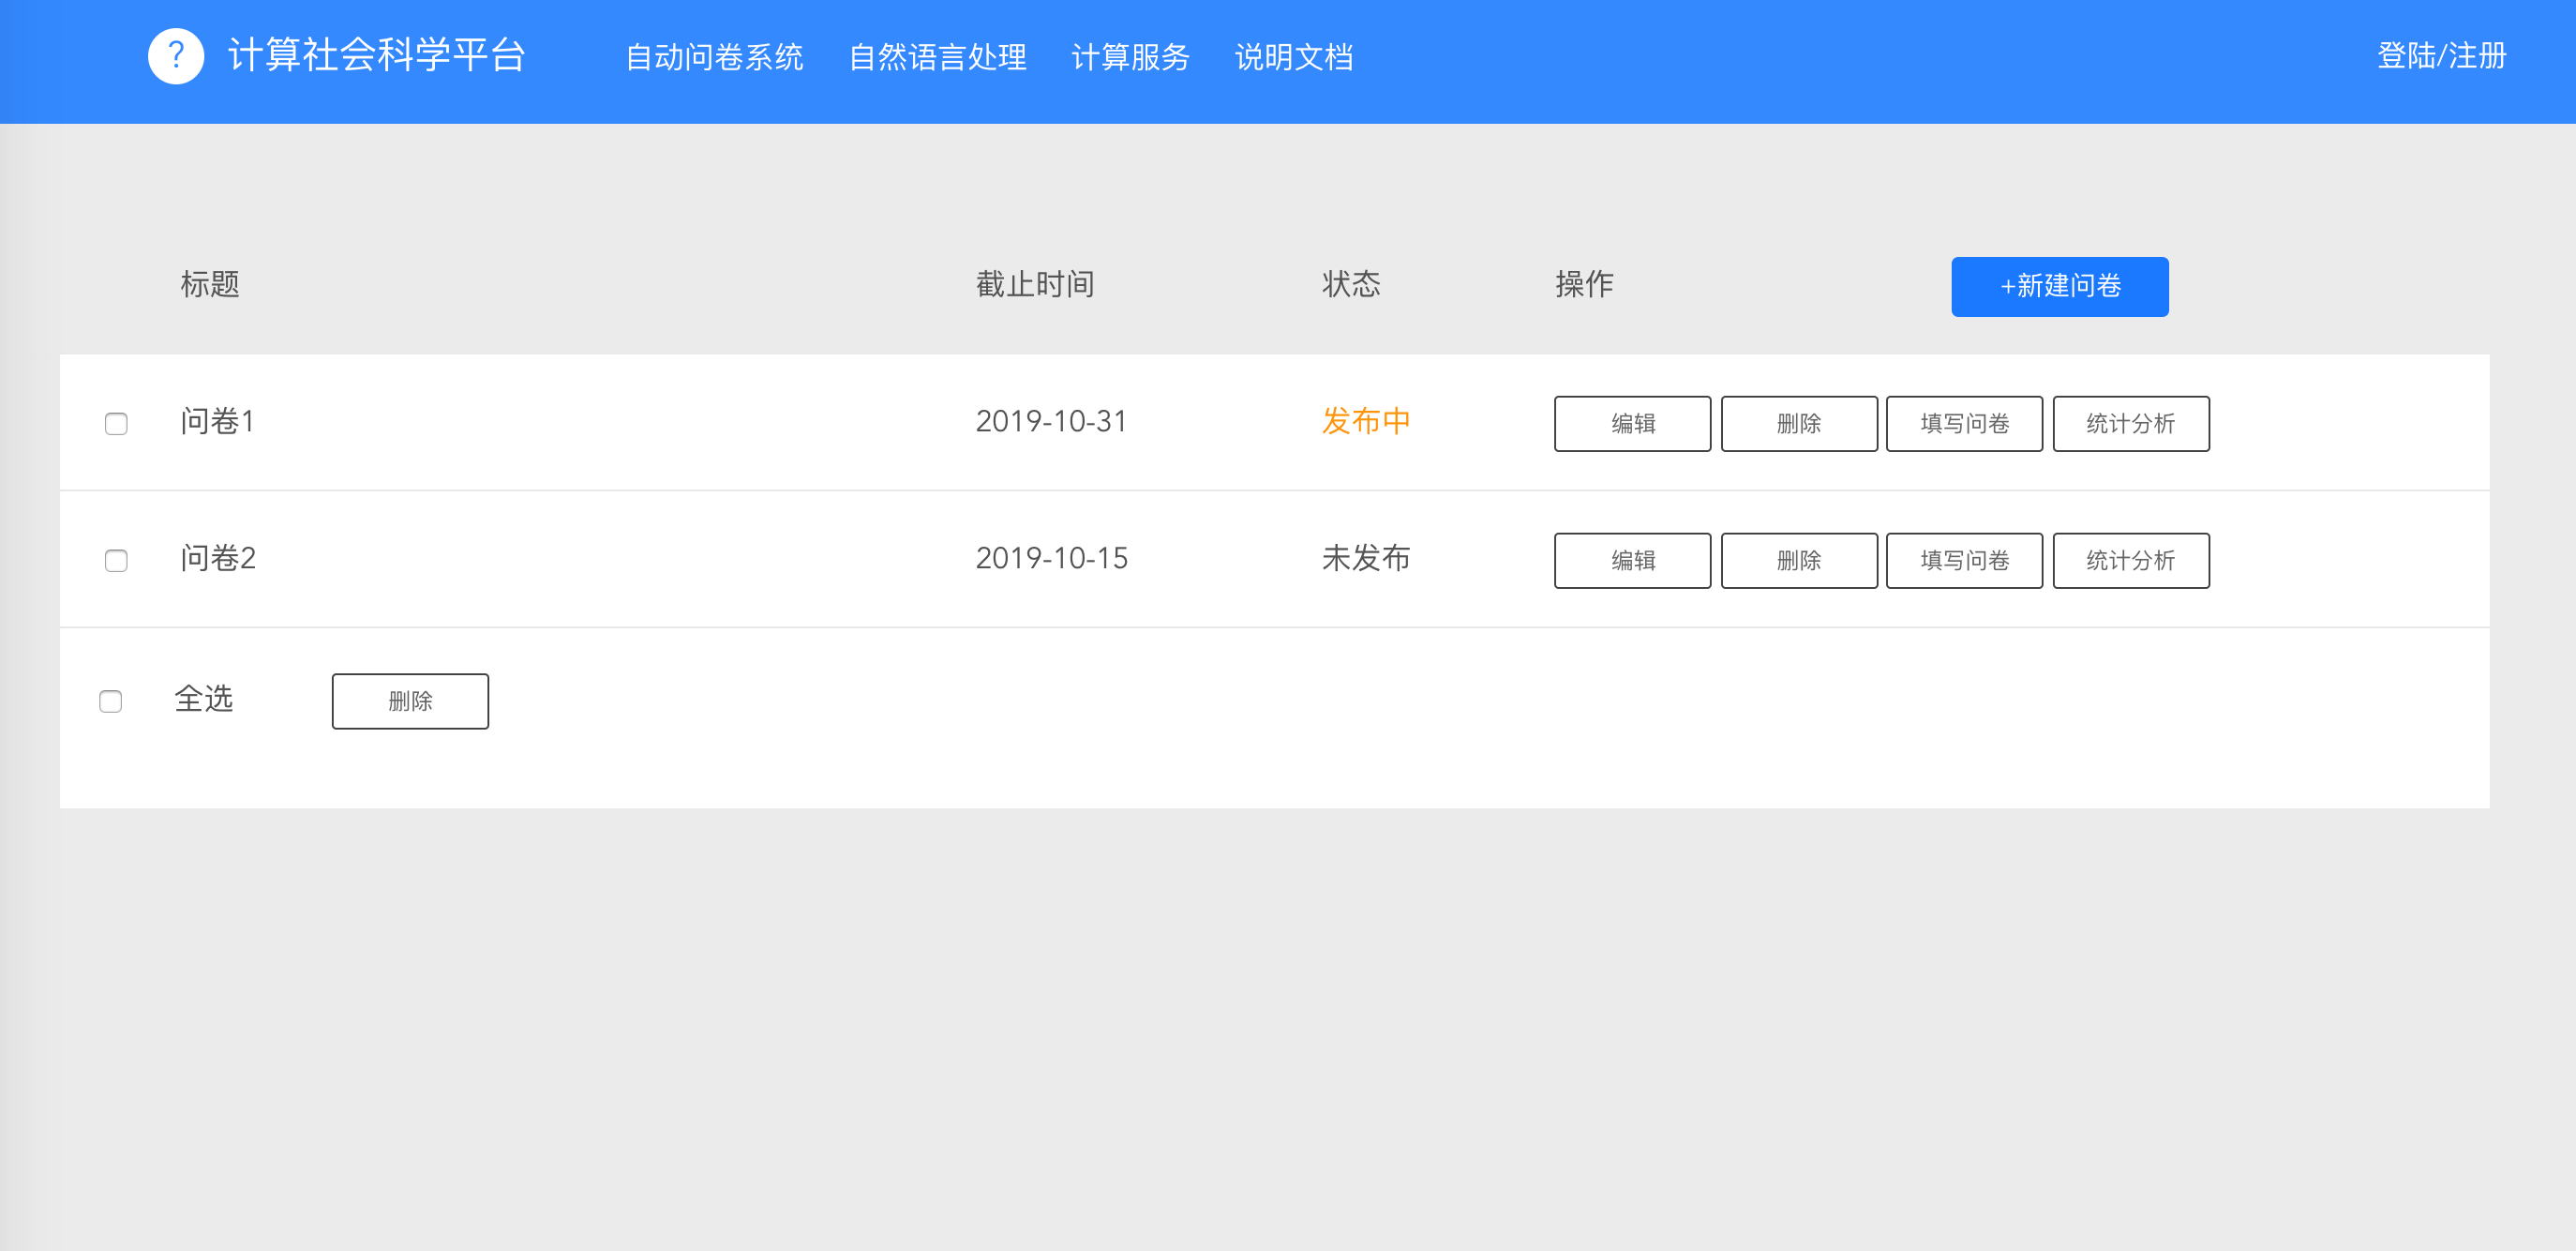 ? 计算社会科学平台 自动问卷系统 自然语言处理 计算服务 说明文档 登陆/注册
标题 截止时间 状态 操作 +新建问卷
问卷1 2019-10-31 发布中 编辑 删除 填写问卷 统计分析
问卷2 2019-10-15 未发布 编辑 删除 填写问卷 统计分析
全选 删除